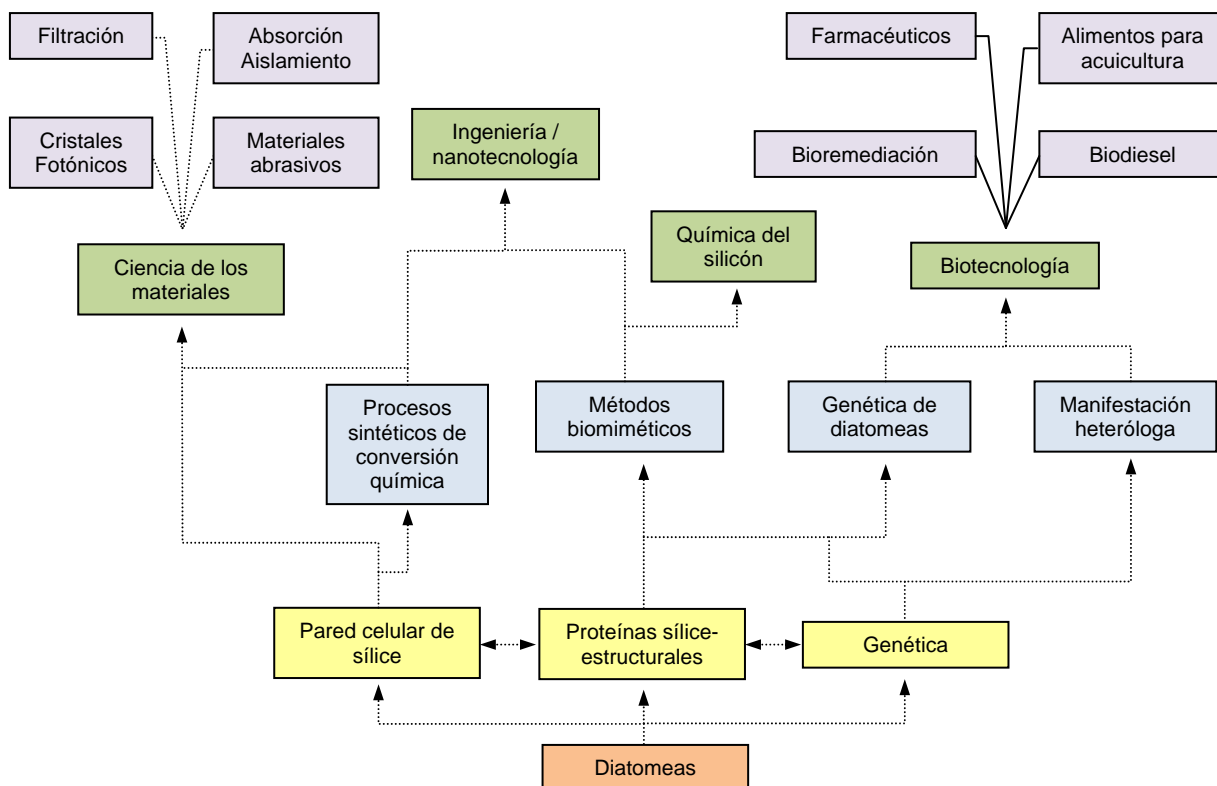 Filtración
Absorción
Aislamiento
Farmacéuticos
Alimentos para
acuicultura
Cristales
Fotónicos
Materiales
abrasivos
Ingeniería /
nanotecnología
Bioremediación
Biodiesel
Ciencia de los
materiales
Química del
silicón
Biotecnología
Procesos
sintéticos de
conversión
química
Métodos
biomiméticos
Genética de
diatomeas
Manifestación
heteróloga
Pared celular de
sílice
Proteínas sílice-
estructurales
Genética
Diatomeas